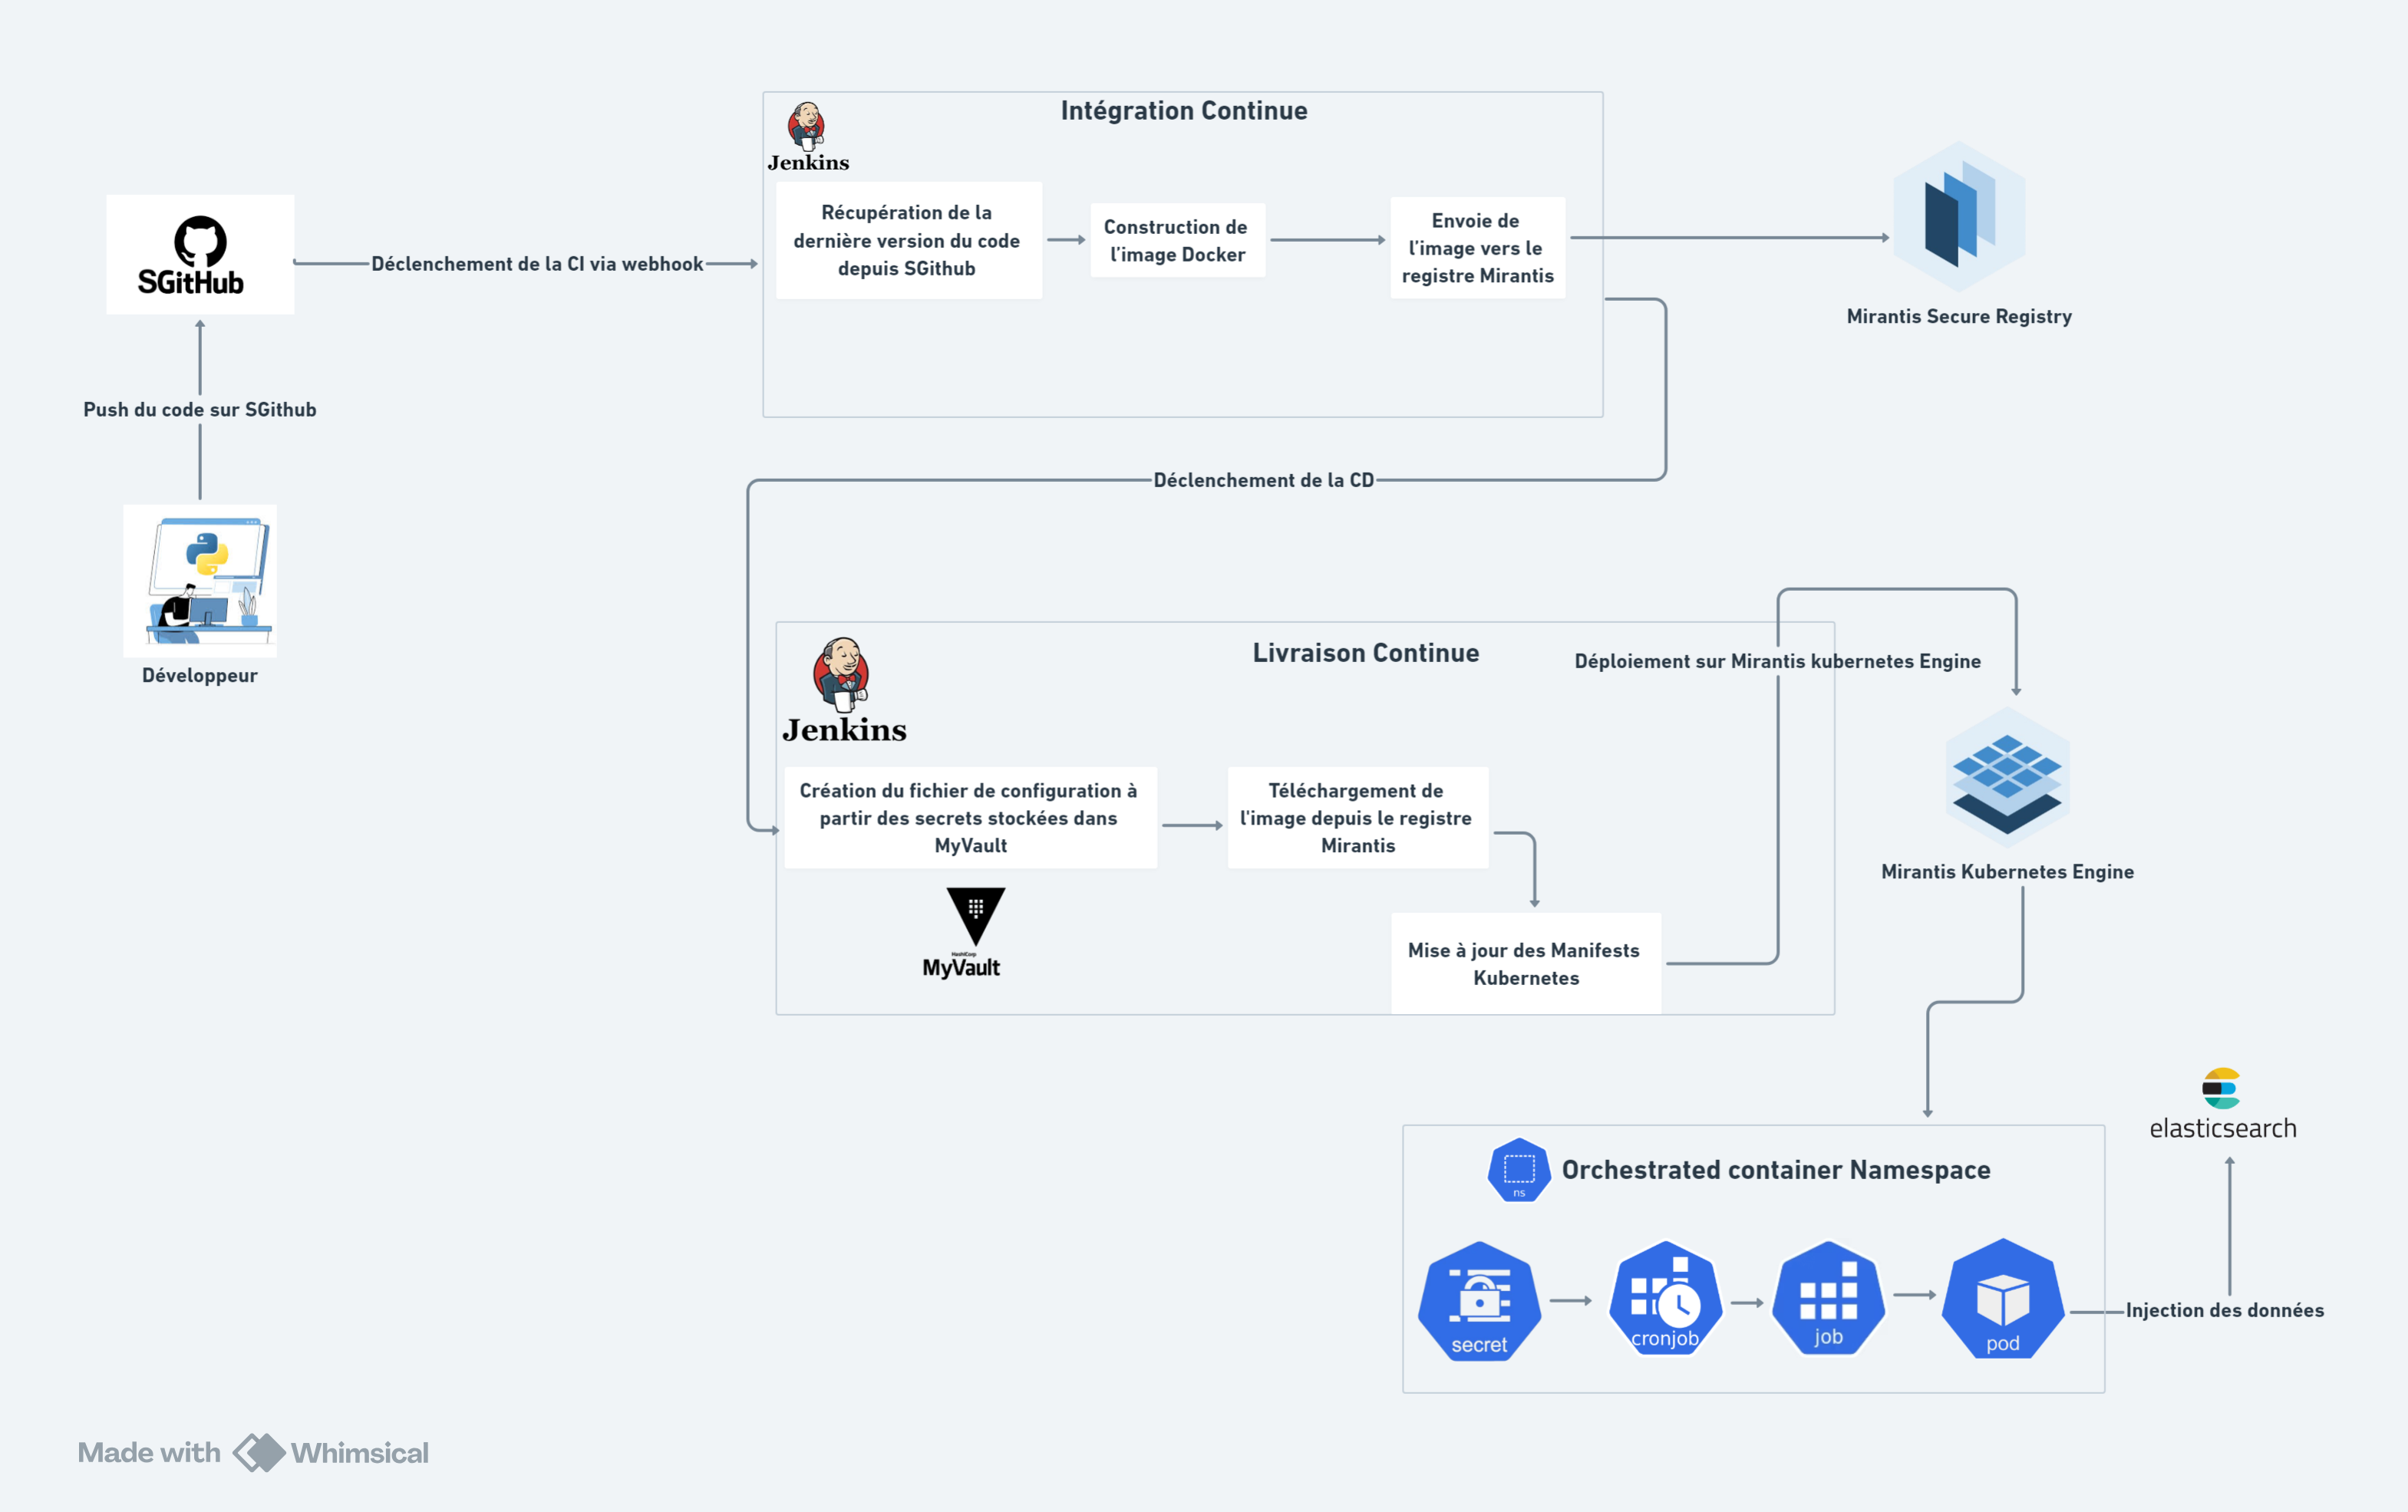 Intégration Continue
Jenkins
Récupération de la
dernière version du code
depuis SGithub
Construction de
l’image Docker
Envoie de
l’image vers le
registre Mirantis
Mirantis Secure Registry
SGitHub
Déclenchement de la CI via webhook
Push du code sur SGithub
Développeur
Déclenchement de la CD
Livraison Continue
Jenkins
Déploiement sur Mirantis kubernetes Engine
Création du fichier de configuration à
partir des secrets stockées dans
MyVault
Téléchargement de
l'image depuis le registre
Mirantis
HashiCorp
MyVault
Mise à jour des Manifests
Kubernetes
Mirantis Kubernetes Engine
elasticsearch
ns
Orchestrated container Namespace
secret
cronjob
job
pod
Injection des données
Made with Whimsical